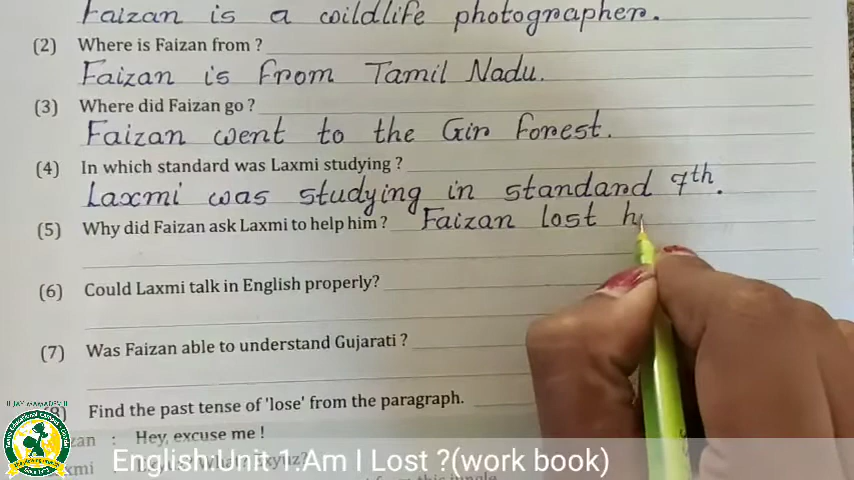 Faizan is a wildlife photographer.
(2) Where is Faizan from ?
Faizan is from Tamil Nadu.
(3) Where did Faizan go ?
Faizan went to the Gir Forest.
(4) In which standard was Laxmi studying ?
Laxmi was studying in standard 7th.
(5) Why did Faizan ask Laxmi to help him ? Faizan lost h
(6) Could Laxmi talk in English properly?
(7) Was Faizan able to understand Gujarati ?
8) Find the past tense of 'lose' from the paragraph.
zan : Hey, excuse me !
English:Unit 1.Am I Lost ?(work book)